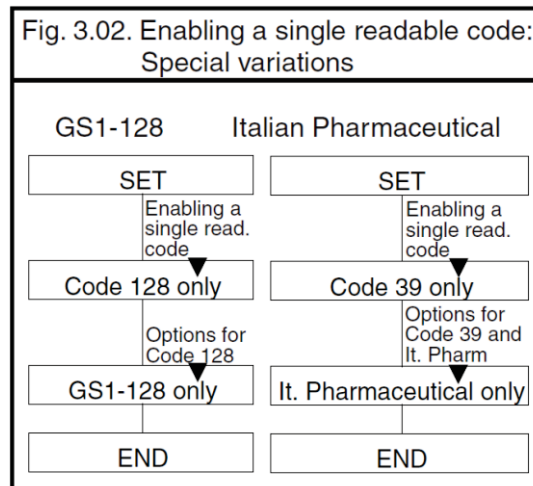 Fig. 3.02. Enabling a single readable code:
Special variations
GS1-128
SET
Enabling a
single read.
code
Code 128 only
Options for
Code 128
GS1-128 only
END
Italian Pharmaceutical
SET
Enabling a
single read.
code
Code 39 only
Options for
Code 39 and
It. Pharm
It. Pharmaceutical only
END